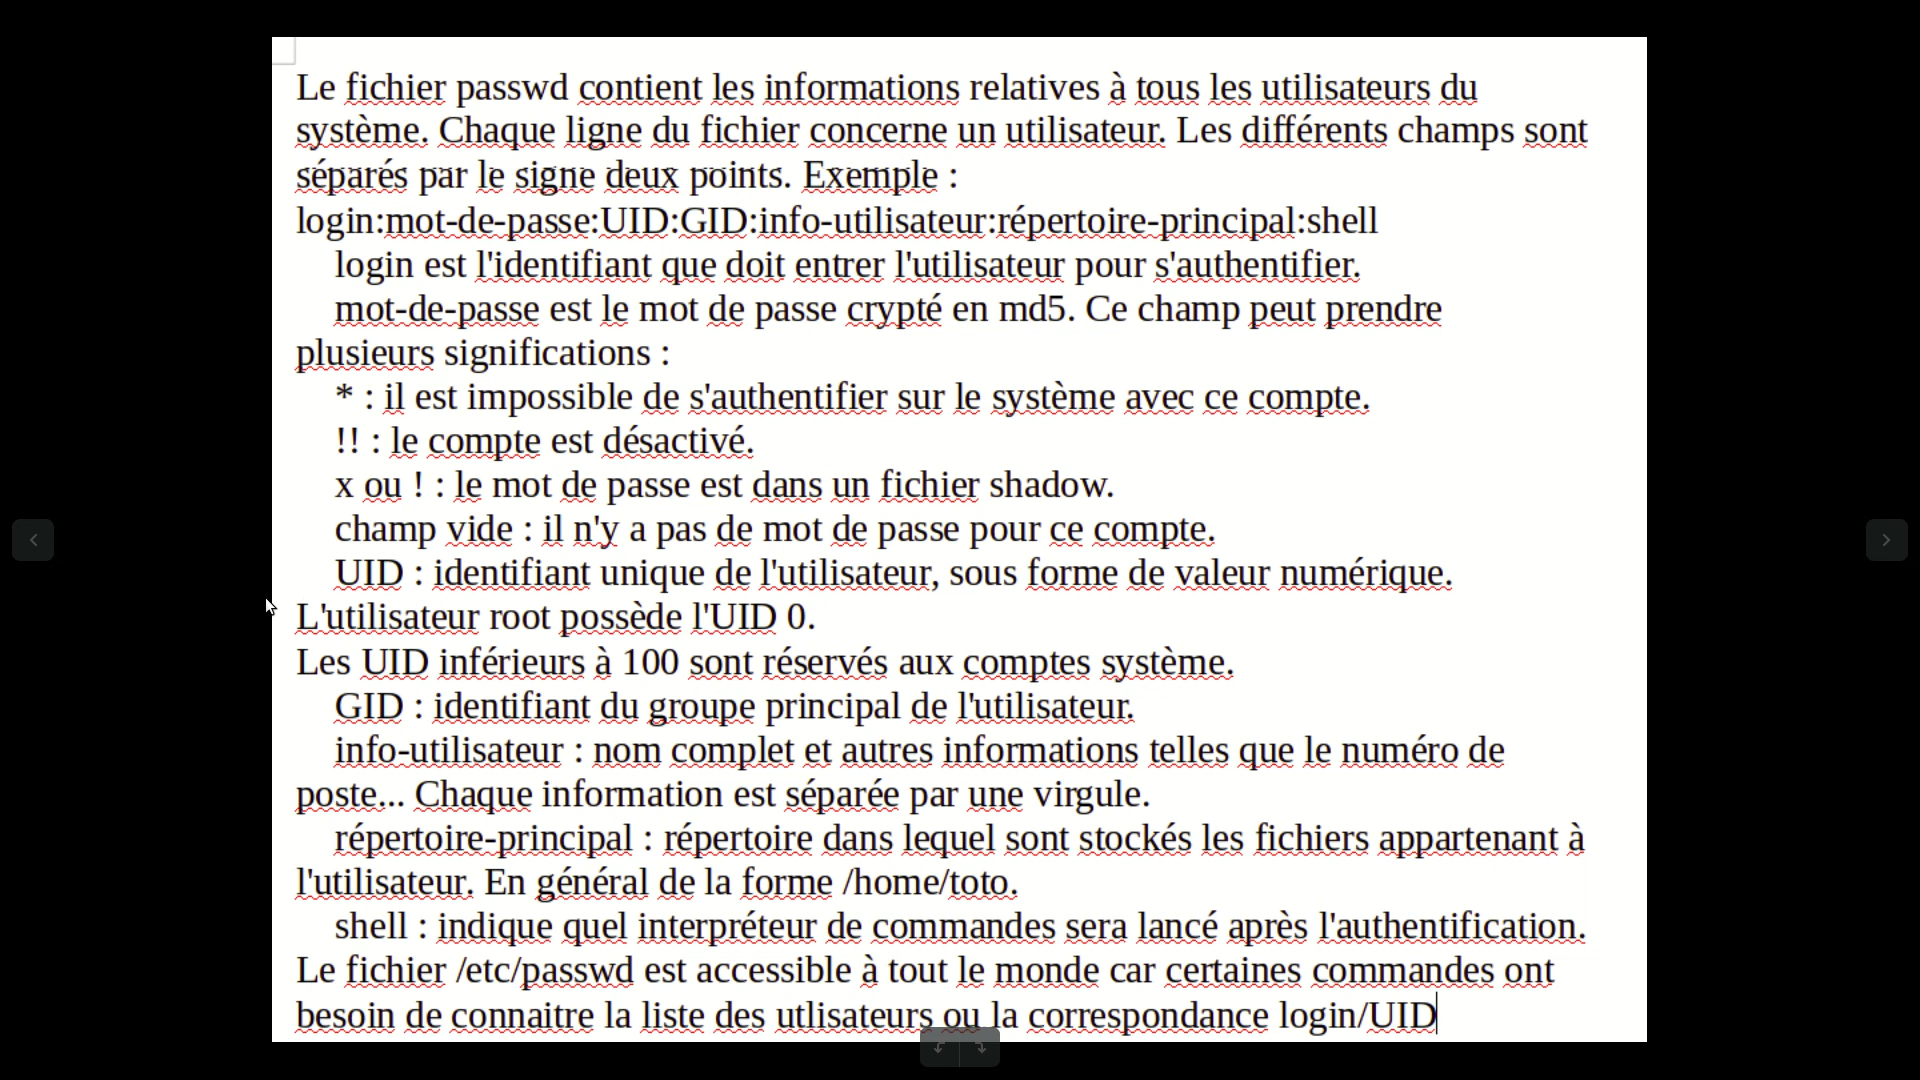 Le fichier passwd contient les informations relatives à tous les utilisateurs du
système. Chaque ligne du fichier concerne un utilisateur. Les différents champs sont
séparés par le signe deux points. Exemple :
login:mot-de-passe:UID:GID:info-utilisateur:répertoire-principal:shell
login est l'identifiant que doit entrer l'utilisateur pour s'authentifier.
mot-de-passe est le mot de passe crypté en md5. Ce champ peut prendre
plusieurs significations :
* : il est impossible de s'authentifier sur le système avec ce compte.
!! : le compte est désactivé.
x ou ! : le mot de passe est dans un fichier shadow.
champ vide : il n'y a pas de mot de passe pour ce compte.
UID : identifiant unique de l'utilisateur, sous forme de valeur numérique.
L'utilisateur root possède l'UID 0.
Les UID inférieurs à 100 sont réservés aux comptes système.
GID : identifiant du groupe principal de l'utilisateur.
info-utilisateur : nom complet et autres informations telles que le numéro de
poste... Chaque information est séparée par une virgule.
répertoire-principal : répertoire dans lequel sont stockés les fichiers appartenant à
l'utilisateur. En général de la forme /home/toto.
shell : indique quel interpréteur de commandes sera lancé après l'authentification.
Le fichier /etc/passwd est accessible à tout le monde car certaines commandes ont
besoin de connaitre la liste des utlisateurs ou la correspondance login/UID